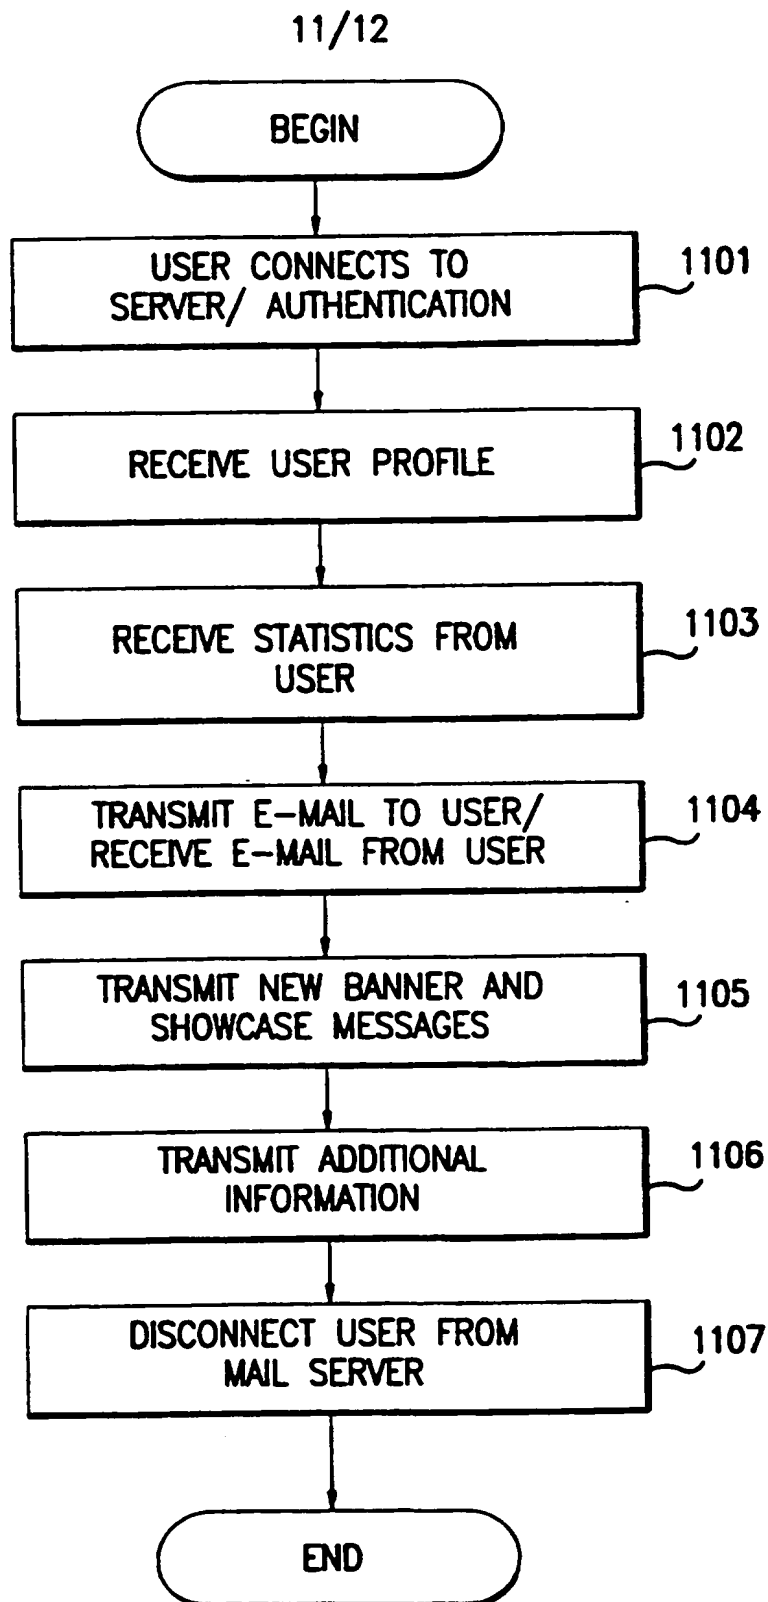 11/12
BEGIN
USER CONNECTS TO
SERVER/ AUTHENTICATION
1101
RECEIVE USER PROFILE
1102
RECEIVE STATISTICS FROM
USER
1103
TRANSMIT E-MAIL TO USER/
RECEIVE E-MAIL FROM USER
1104
TRANSMIT NEW BANNER AND
SHOWCASE MESSAGES
1105
TRANSMIT ADDITIONAL
INFORMATION
1106
DISCONNECT USER FROM
MAIL SERVER
1107
END